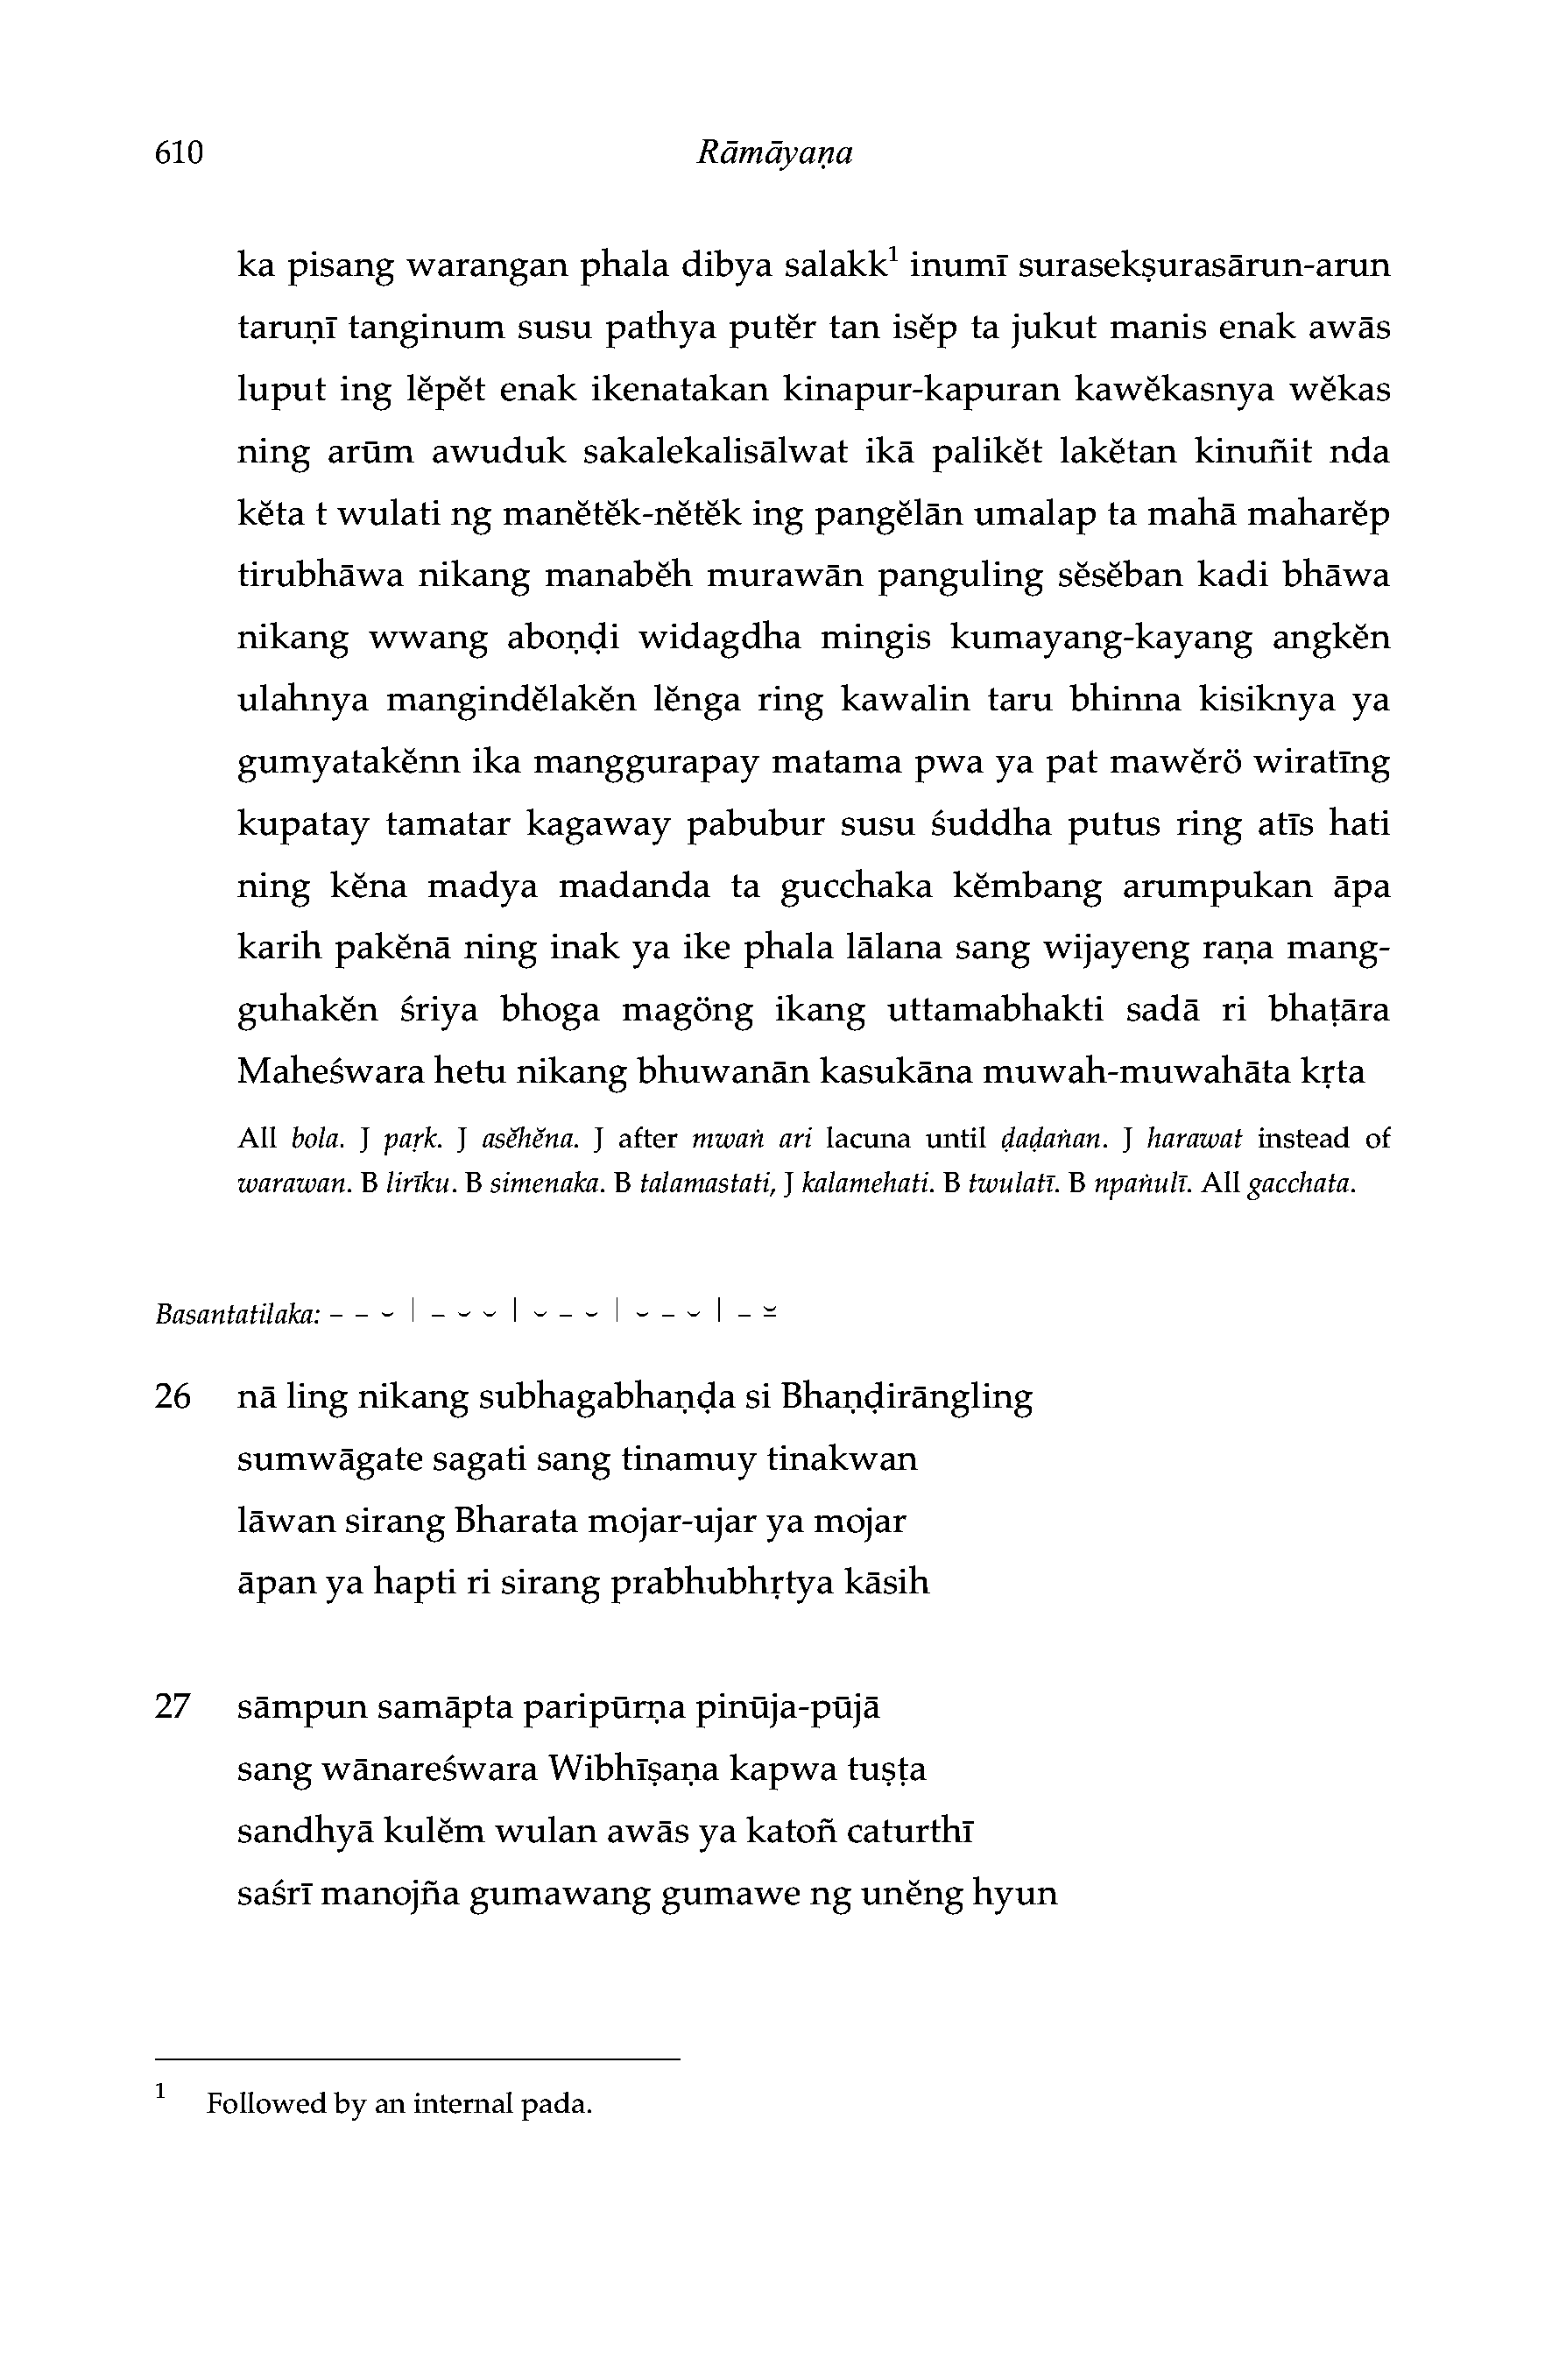 610 Rāmāyaṇa
ka pisang warangan phala dibya salakk¹ inumī surasekṣurasārun-arun
taruṇī tanginum susu pathya putĕr tan isĕp ta jukut manis enak awās
luput ing lĕpĕt enak ikenatakan kinapur-kapuran kawĕkasnya wĕkas
ning arūm awuduk sakalekalisālwat ikā palikĕt lakĕtan kinuñit nda
kĕta t wulati ng manĕtĕk-nĕtĕk ing pangĕlān umalap ta mahā maharĕp
tirubhāwa nikang manabĕh murawān panguling sĕsĕban kadi bhāwa
nikang wwang aboṇḍi widagdha mingis kumayang-kayang angkĕn
ulahnya mangindĕlakĕn lĕnga ring kawalin taru bhinna kisiknya ya
gumyatakĕnn ika manggurapay matama pwa ya pat mawĕrö wiratīng
kupatay tamatar kagaway pabubur susu śuddha putus ring atīs hati
ning kĕna madya madanda ta gucchaka kĕmbang arumpukan āpa
karih pakĕnā ning inak ya ike phala lālana sang wijayeng raṇa mang-
guhakĕn śriya bhoga magöng ikang uttamabhakti sadā ri bhaṭāra
Maheśwara hetu nikang bhuwanān kasukāna muwah-muwahāta kṛta
All bola. J paṛk. J asĕhĕna. J after mwaṅ ari lacuna until ḍaḍaṅan. J harawat instead of
warawan. B lirīku. B simenaka. B talamastati, J kalamehati. B twulatī. B npaṅulī. All gacchata.
Basantatilaka: – – ⏑ | – ⏑ ⏑ | ⏑ – ⏑ | ⏑ – ⏑ | – ⏓
26 nā ling nikang subhagabhaṇḍa si Bhaṇḍirāngling
sumwāgate sagati sang tinamuy tinakwan
lāwan sirang Bharata mojar-ujar ya mojar
āpan ya hapti ri sirang prabhubhṛtya kāsih
27 sāmpun samāpta paripūrṇa pinūja-pūjā
sang wānareśwara Wibhīṣaṇa kapwa tuṣṭa
sandhyā kulĕm wulan awās ya katoñ caturthī
saśrī manojña gumawang gumawe ng unĕng hyun
1 Followed by an internal pada.